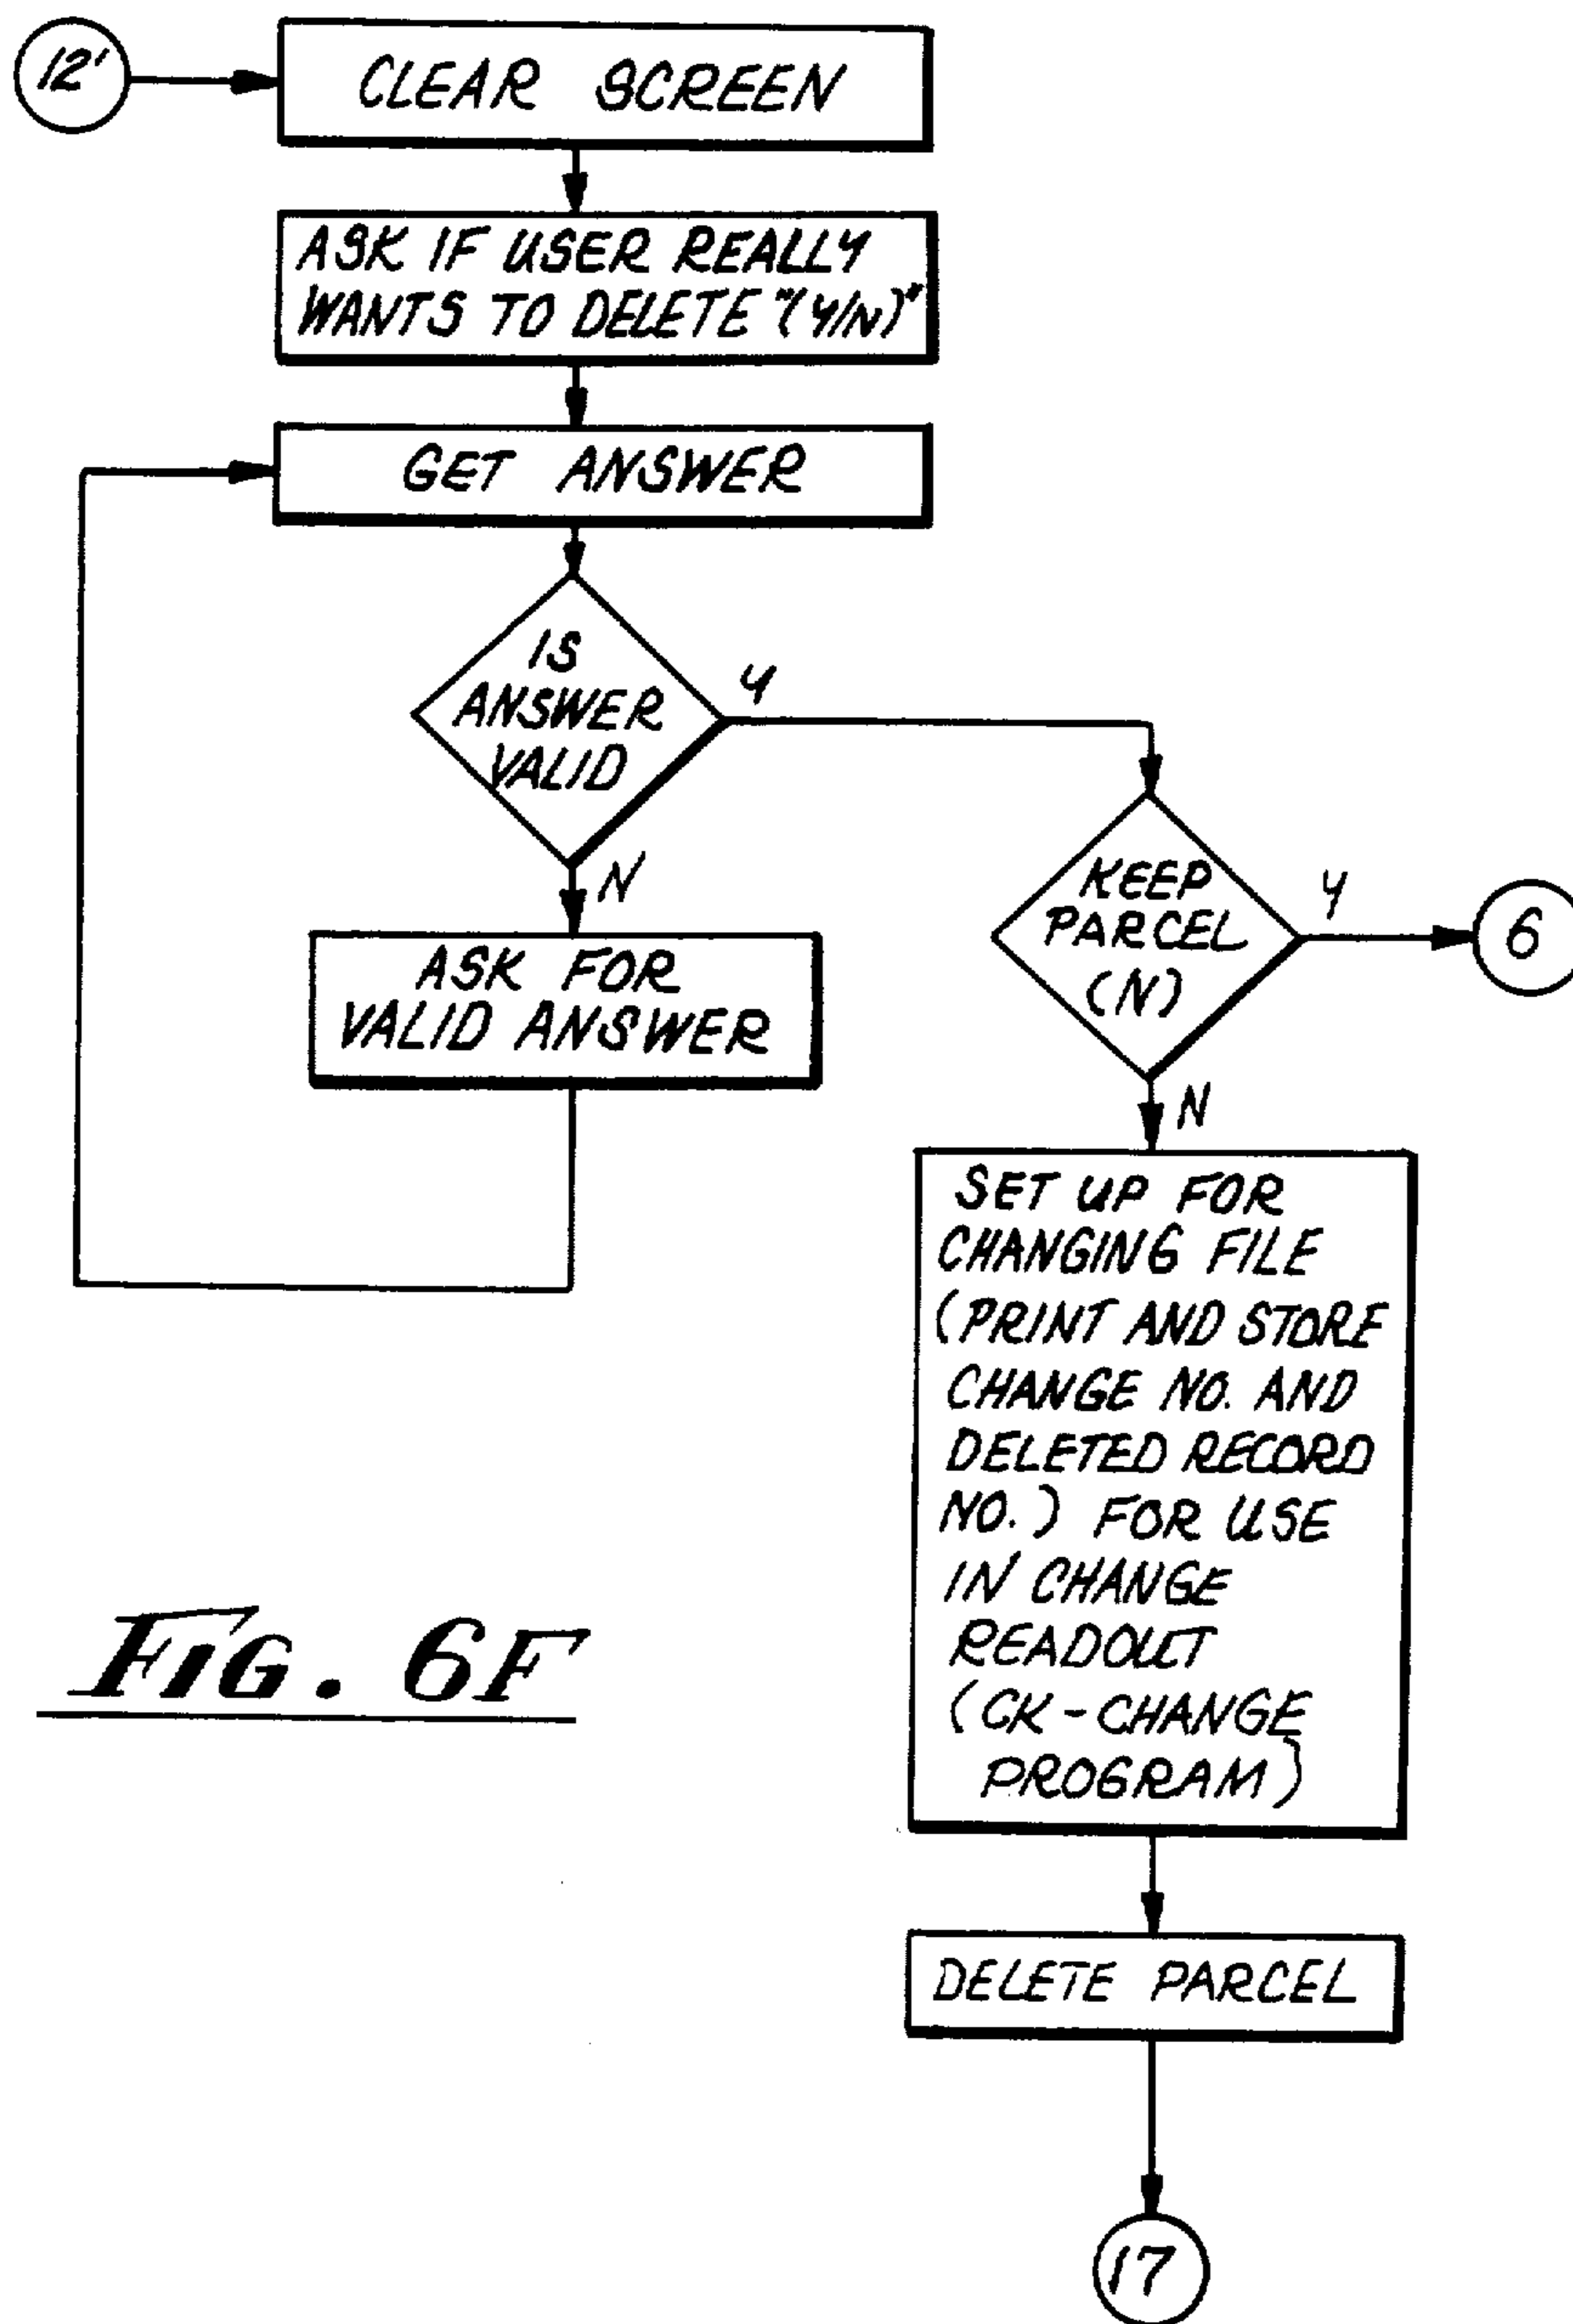 12'
CLEAR SCREEN
ASK IF USER REALLY
WANTS TO DELETE "(Y/N)"
GET ANSWER
IS
ANSWER
VALID
Y
N
ASK FOR
VALID ANSWER
KEEP
PARCEL
(N)
Y
6
N
SET UP FOR
CHANGING FILE
(PRINT AND STORE
CHANGE NO. AND
DELETED RECORD
NO.) FOR USE
IN CHANGE
READOUT
(CK-CHANGE
PROGRAM)
DELETE PARCEL
17
FIG. 6F